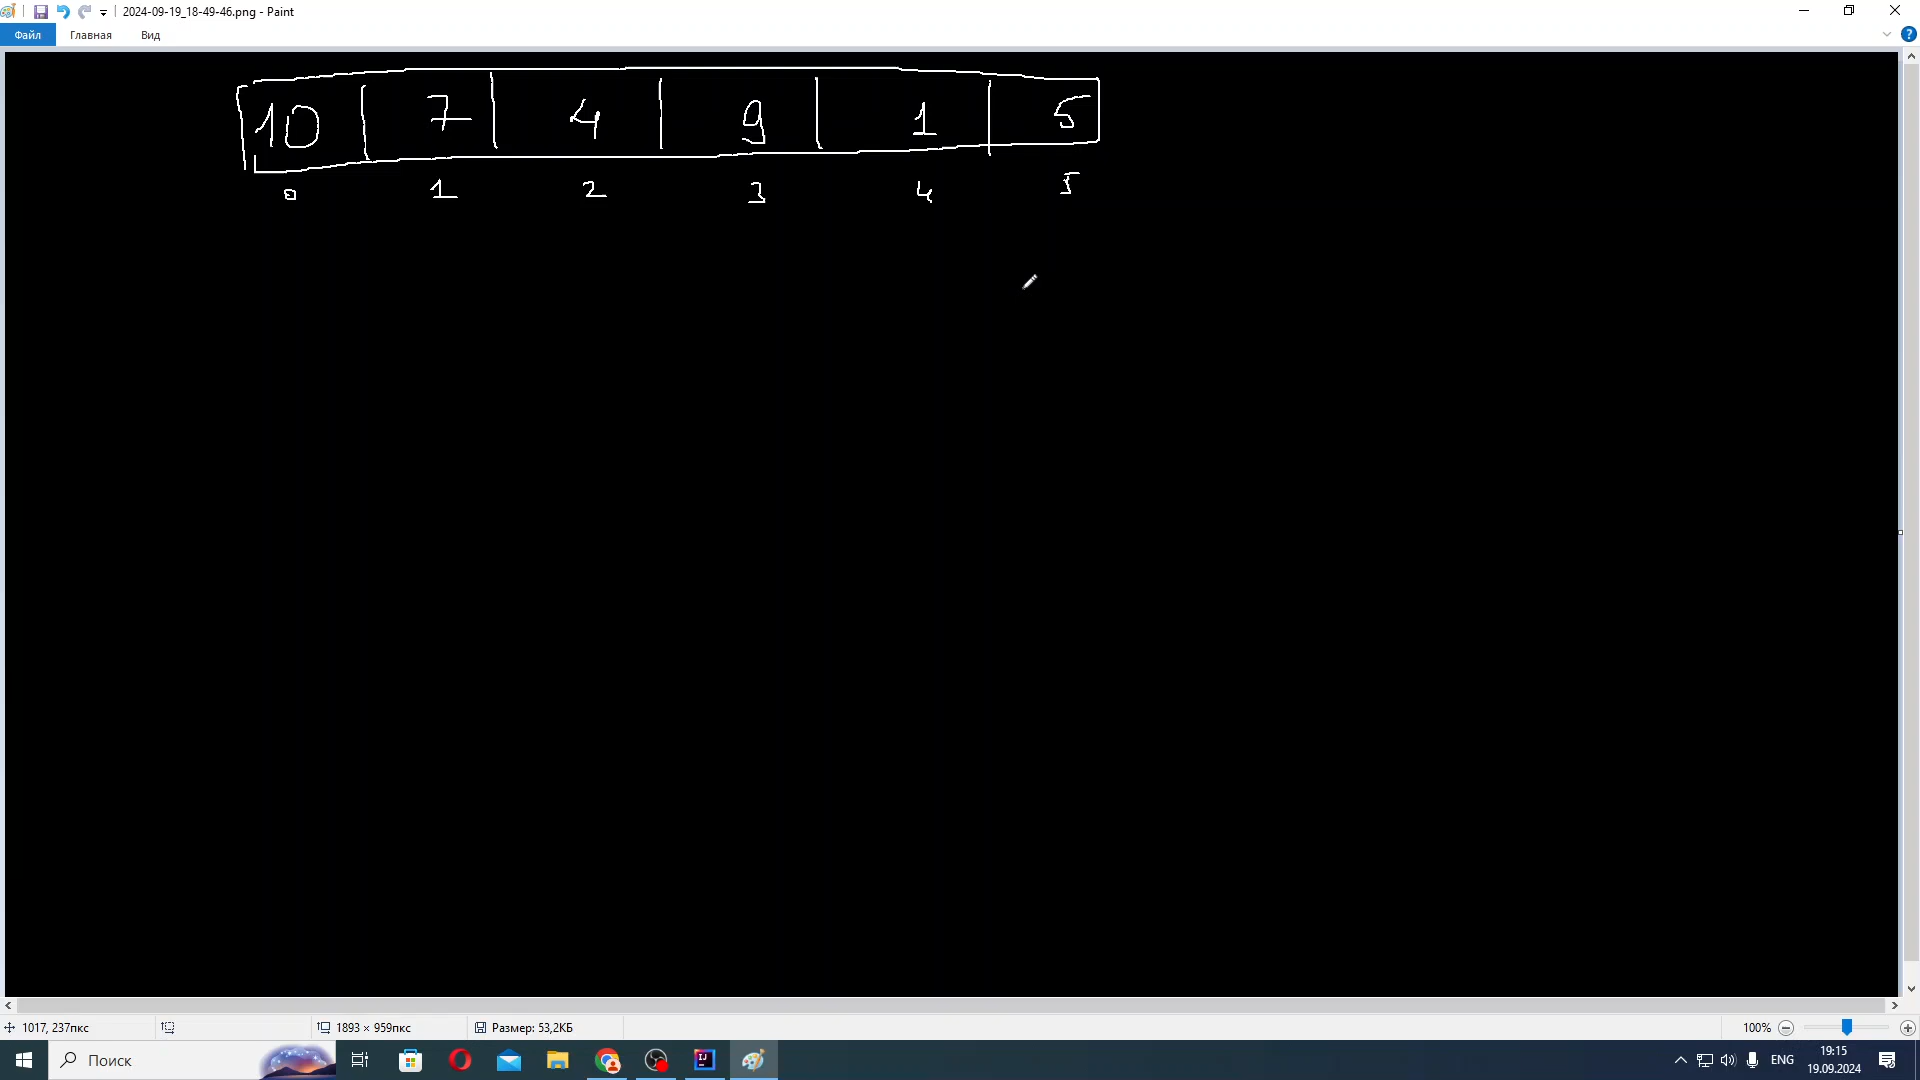 2024-09-19_18-49-46.png - Paint
Файл Главная Вид
10 7 4 9 1 5
0 1 2 3 4 5
1017, 237пкс 1893 × 959пкс Размер: 53,2КБ 100%
Поиск ENG 19:15
19.09.2024